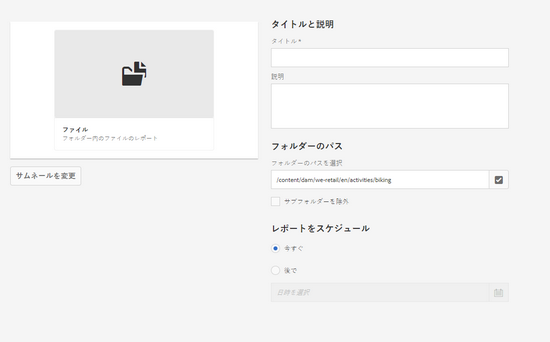 ファイル
フォルダー内のファイルのレポート
サムネールを変更
タイトルと説明
タイトル *
説明
フォルダーのパス
フォルダーのパスを選択
/content/dam/we-retail/en/activities/biking
サブフォルダーを除外
レポートをスケジュール
今すぐ
後で
日時を選択